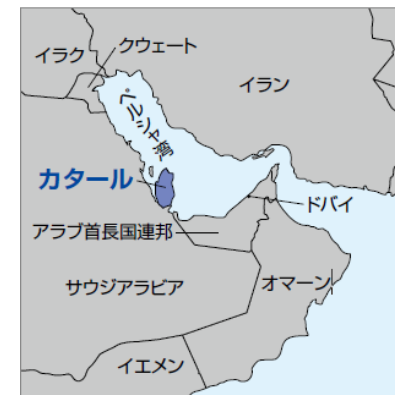 イラク
クウェート
イラン
ペルシャ湾
カタール
ドバイ
アラブ首長国連邦
サウジアラビア
オマーン
イエメン